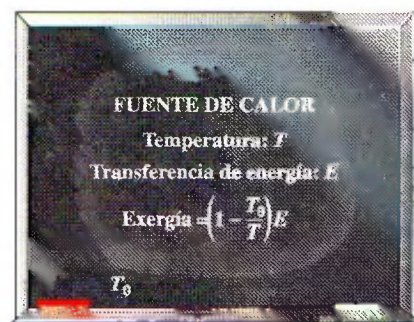 FUENTE DE CALOR
Temperatura: T
Transferencia de energía: E
Exergía = (1 - T₀/T) E
T₀